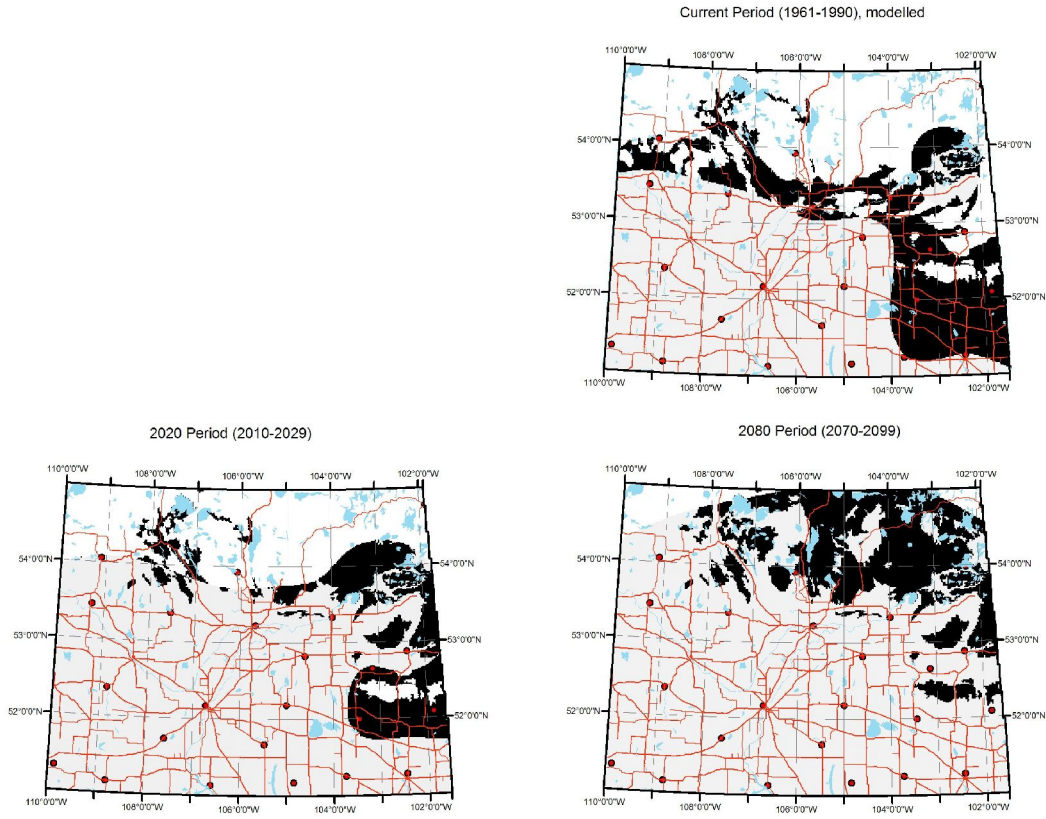 Current Period (1961-1990), modelled
110°0'0"W
108°0'0"W 106°0'0"W 104°0'0"W 102°0'0"W
54°0'0"N 54°0'0"N
53°0'0"N 53°0'0"N
52°0'0"N 52°0'0"N
110°0'0"W 108°0'0"W 106°0'0"W 104°0'0"W 102°0'0"W
2020 Period (2010-2029)
110°0'0"W
108°0'0"W 106°0'0"W 104°0'0"W 102°0'0"W
54°0'0"N 54°0'0"N
53°0'0"N 53°0'0"N
52°0'0"N 52°0'0"N
110°0'0"W 108°0'0"W 106°0'0"W 104°0'0"W 102°0'0"W
2080 Period (2070-2099)
110°0'0"W
108°0'0"W 106°0'0"W 104°0'0"W 102°0'0"W
54°0'0"N 54°0'0"N
53°0'0"N 53°0'0"N
52°0'0"N 52°0'0"N
110°0'0"W 108°0'0"W 106°0'0"W 104°0'0"W 102°0'0"W